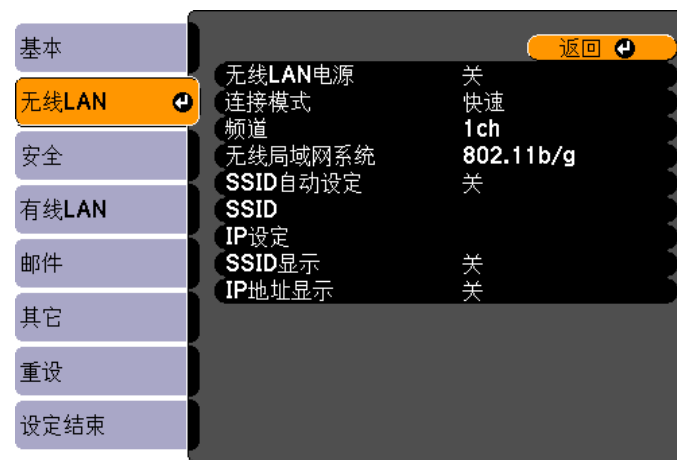 基本
无线LAN
安全
有线LAN
邮件
其它
重设
设定结束
返回
无线LAN电源 关
连接模式 快速
频道 1ch
无线局域网系统 802.11b/g
SSID自动设定 关
SSID
IP设定
SSID显示 关
IP地址显示 关